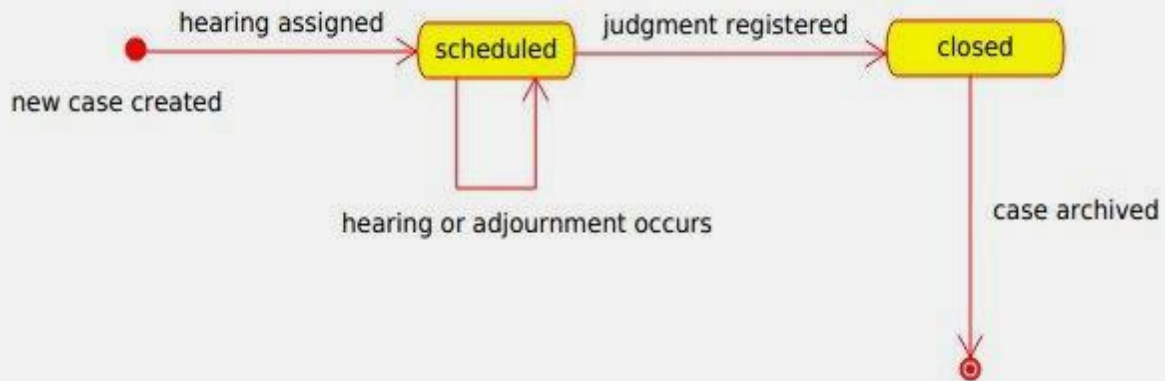 hearing assigned
scheduled
judgment registered
closed
new case created
hearing or adjournment occurs
case archived